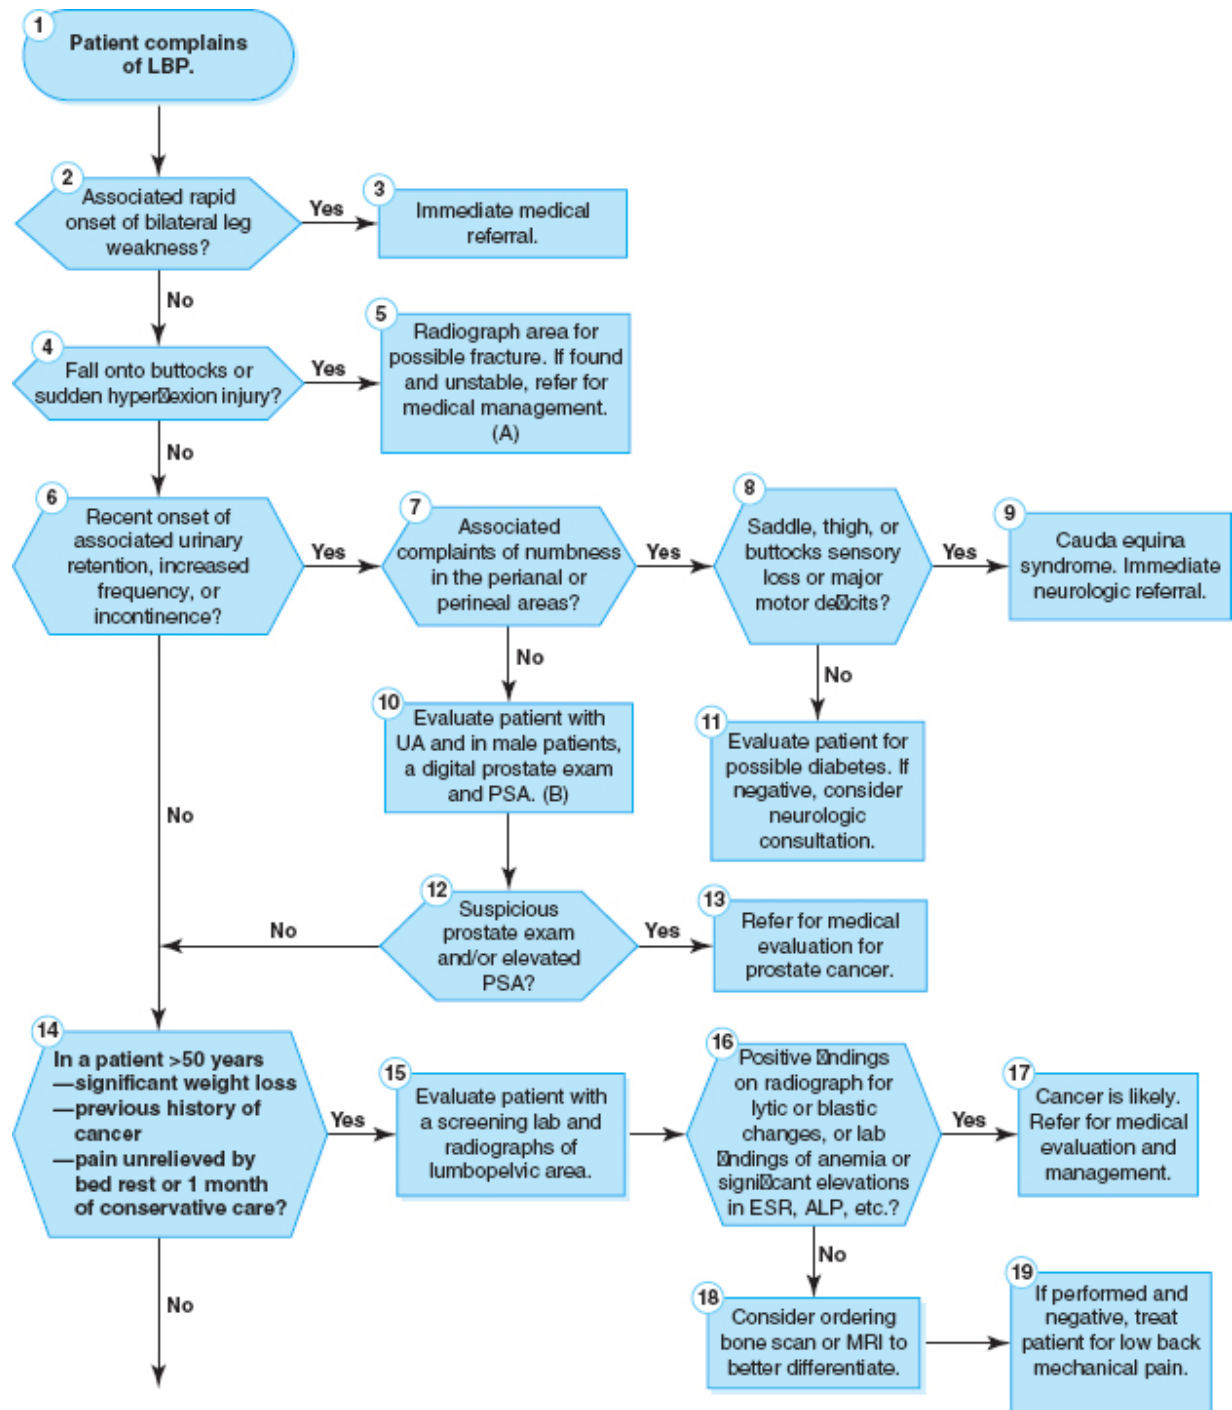 1
Patient complains
of LBP.
2
Associated rapid
onset of bilateral leg
weakness?
Yes
3
Immediate medical
referral.
No
4
Fall onto buttocks or
sudden hyper☒exion injury?
Yes
5
Radiograph area for
possible fracture. If found
and unstable, refer for
medical management.
(A)
No
6
Recent onset of
associated urinary
retention, increased
frequency, or
incontinence?
Yes
7
Associated
complaints of numbness
in the perianal or
perineal areas?
Yes
8
Saddle, thigh, or
buttocks sensory
loss or major
motor de☒cits?
Yes
9
Cauda equina
syndrome. Immediate
neurologic referral.
No
10
Evaluate patient with
UA and in male patients,
a digital prostate exam
and PSA. (B)
No
11
Evaluate patient for
possible diabetes. If
negative, consider
neurologic
consultation.
No
12
Suspicious
prostate exam
and/or elevated
PSA?
No
Yes
13
Refer for medical
evaluation for
prostate cancer.
14
In a patient >50 years
—significant weight loss
—previous history of
cancer
—pain unrelieved by
bed rest or 1 month
of conservative care?
Yes
15
Evaluate patient with
a screening lab and
radiographs of
lumbopelvic area.
16
Positive ☒ndings
on radiograph for
lytic or blastic
changes, or lab
☒ndings of anemia or
signi☒cant elevations
in ESR, ALP, etc.?
Yes
17
Cancer is likely.
Refer for medical
evaluation and
management.
No
No
18
Consider ordering
bone scan or MRI to
better differentiate.
19
If performed and
negative, treat
patient for low back
mechanical pain.